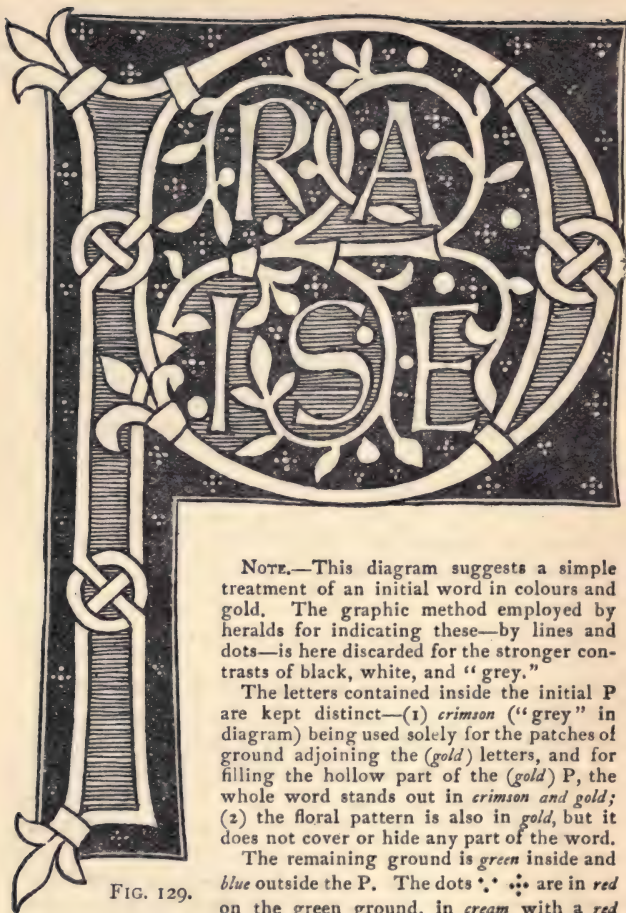 P
RA
ISE
NOTE.—This diagram suggests a simple
treatment of an initial word in colours and
gold. The graphic method employed by
heralds for indicating these—by lines and
dots—is here discarded for the stronger con-
trasts of black, white, and “grey.”
The letters contained inside the initial P
are kept distinct—(1) crimson (“grey” in
diagram) being used solely for the patches of
ground adjoining the (gold) letters, and for
filling the hollow part of the (gold) P, the
whole word stands out in crimson and gold;
(2) the floral pattern is also in gold, but it
does not cover or hide any part of the word.
The remaining ground is green inside and
blue outside the P. The dots are in red
on the green ground, in cream with a red
FIG. 129.